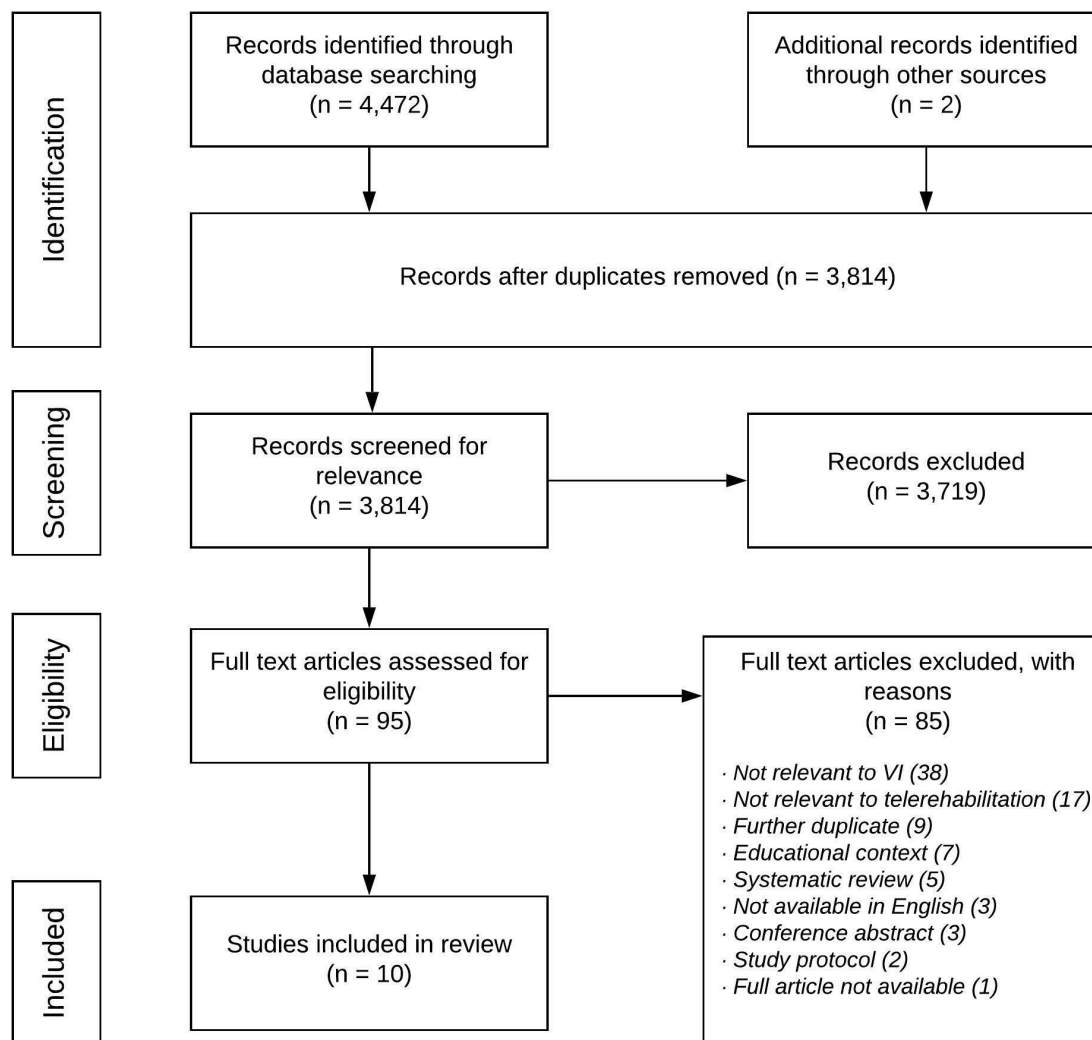 Identification
Records identified through
database searching
(n = 4,472)
Additional records identified
through other sources
(n = 2)
Records after duplicates removed (n = 3,814)
Screening
Records screened for
relevance
(n = 3,814)
Records excluded
(n = 3,719)
Eligibility
Full text articles assessed for
eligibility
(n = 95)
Full text articles excluded, with
reasons
(n = 85)
· Not relevant to VI (38)
· Not relevant to telerehabilitation (17)
· Further duplicate (9)
· Educational context (7)
· Systematic review (5)
· Not available in English (3)
· Conference abstract (3)
· Study protocol (2)
· Full article not available (1)
Included
Studies included in review
(n = 10)